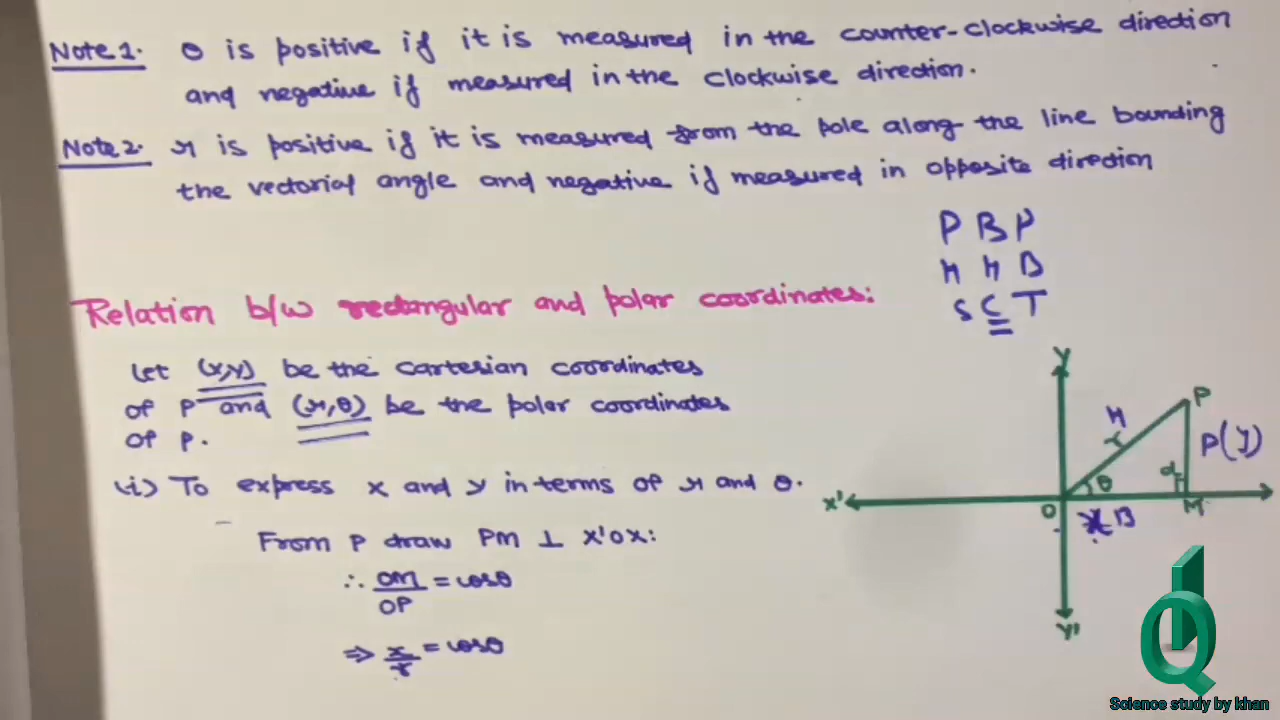 Note 1. θ is positive if it is measured in the counter-clockwise direction
and negative if measured in the clockwise direction.
Note 2. r is positive if it is measured from the pole along the line bounding
the vectorial angle and negative if measured in opposite direction
P B P
H H B
S C T
Relation b/w rectangular and polar coordinates:
Let (x,y) be the Cartesian coordinates
of P and (r,θ) be the polar coordinates
of P.
(i) To express x and y in terms of r and θ.
From P draw PM ⊥ X'OX:
∴ OM/OP = cosθ
⇒ x/r = cosθ
Y
P
H
r
P(y)
θ
X'
O
M
x B
Y'
Science study by khan